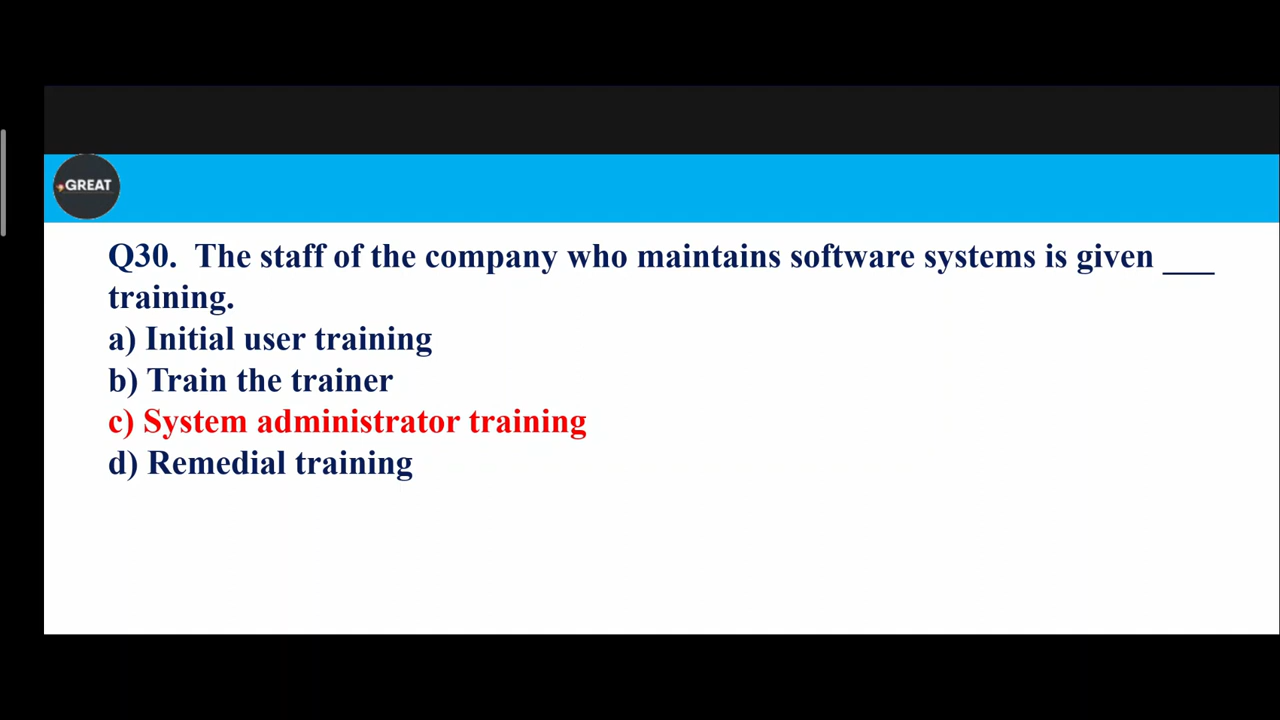 GREAT
Q30. The staff of the company who maintains software systems is given ___
training.
a) Initial user training
b) Train the trainer
c) System administrator training
d) Remedial training